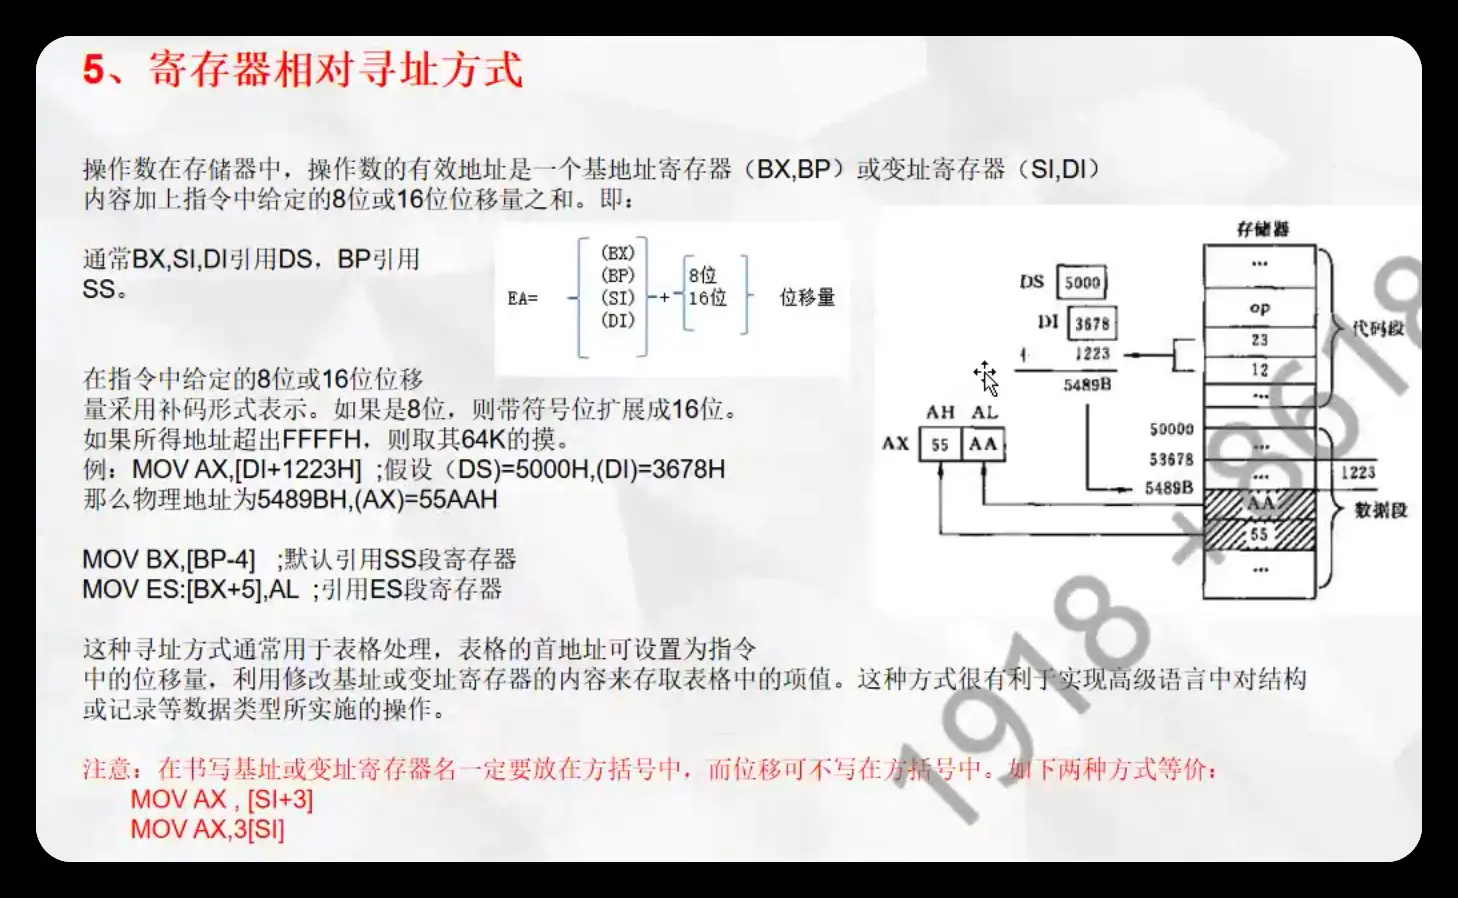 5、寄存器相对寻址方式
操作数在存储器中，操作数的有效地址是一个基地址寄存器（BX,BP）或变址寄存器（SI,DI）
内容加上指令中给定的8位或16位位移量之和。即：
通常BX,SI,DI引用DS，BP引用
SS。
EA=
(BX)
(BP)
(SI)
(DI)
+
8位
16位
位移量
在指令中给定的8位或16位位移
量采用补码形式表示。如果是8位，则带符号位扩展成16位。
如果所得地址超出FFFFH，则取其64K的摸。
例：MOV AX,[DI+1223H] ;假设（DS)=5000H,(DI)=3678H
那么物理地址为5489BH,(AX)=55AAH
MOV BX,[BP-4] ;默认引用SS段寄存器
MOV ES:[BX+5],AL ;引用ES段寄存器
这种寻址方式通常用于表格处理，表格的首地址可设置为指令
中的位移量，利用修改基址或变址寄存器的内容来存取表格中的项值。这种方式很有利于实现高级语言中对结构
或记录等数据类型所实施的操作。
注意：在书写基址或变址寄存器名一定要放在方括号中，而位移可不写在方括号中。如下两种方式等价：
MOV AX , [SI+3]
MOV AX,3[SI]
存储器
DS 5000
DI 3678
1223
5489B
AH AL
AX 55 AA
...
op
23
12
...
代码段
50000 ...
53678 ...
1223
5489B AA
55
...
数据段
1918 +8618